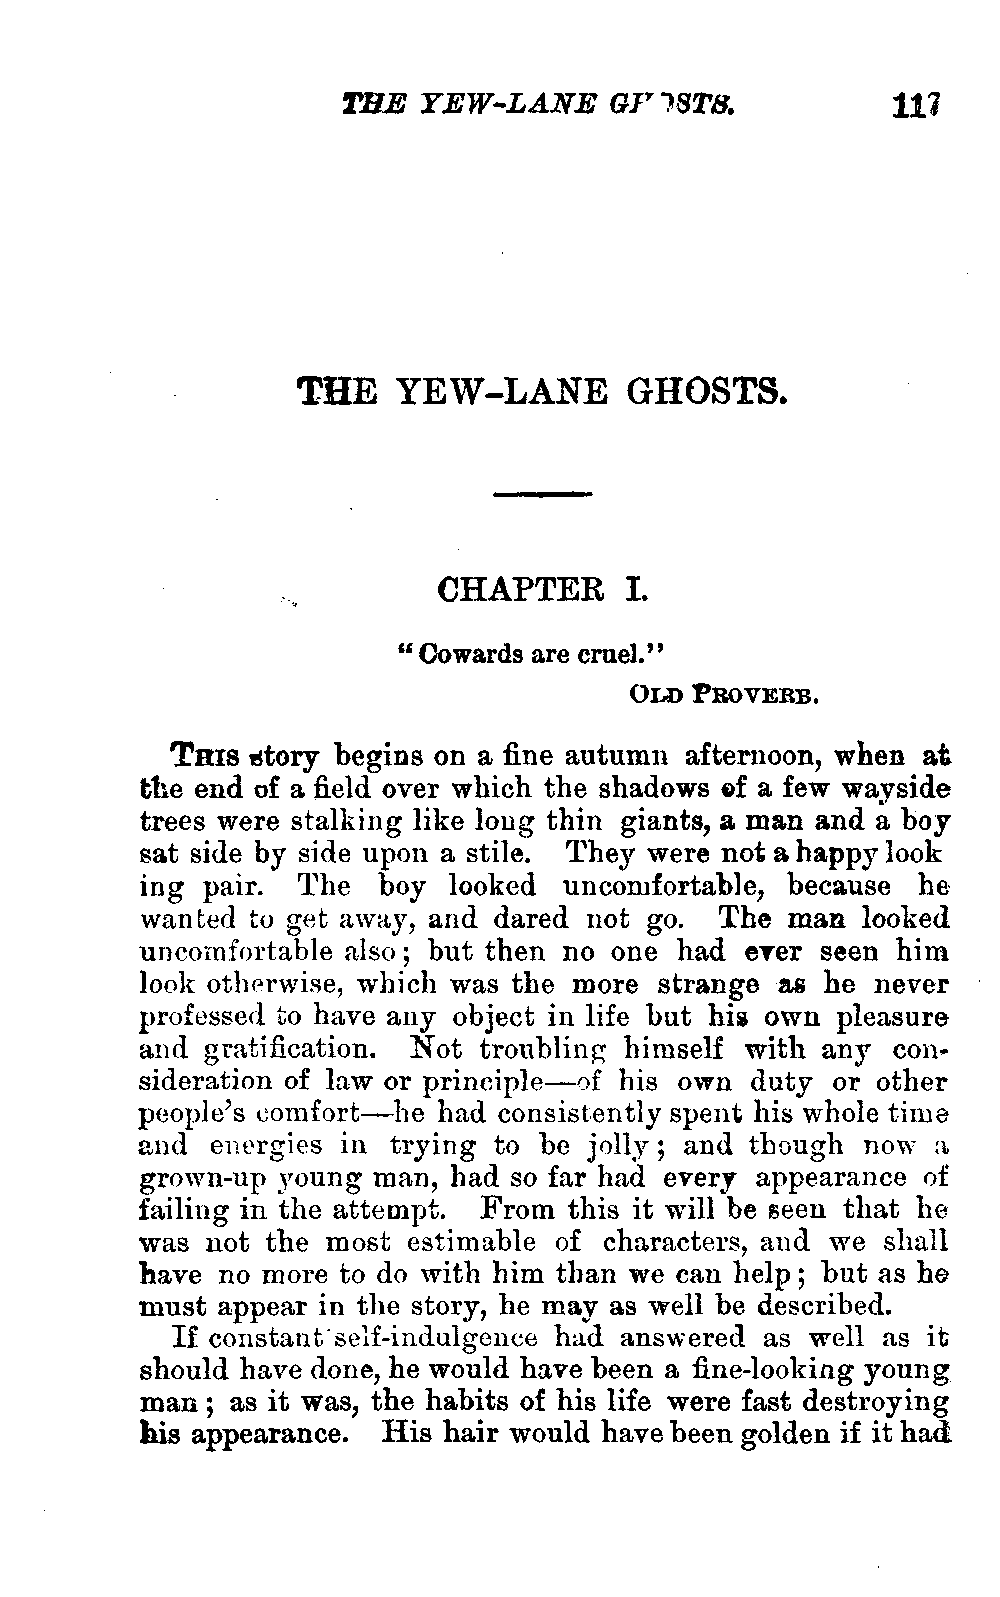 THE YEW-LANE GHOSTS. 117
THE YEW-LANE GHOSTS.
CHAPTER I.
"Cowards are cruel."
OLD PROVERB.
THIS story begins on a fine autumn afternoon, when at
the end of a field over which the shadows of a few wayside
trees were stalking like long thin giants, a man and a boy
sat side by side upon a stile. They were not a happy look
ing pair. The boy looked uncomfortable, because he
wanted to get away, and dared not go. The man looked
uncomfortable also; but then no one had ever seen him
look otherwise, which was the more strange as he never
professed to have any object in life but his own pleasure
and gratification. Not troubling himself with any con-
sideration of law or principle—of his own duty or other
people's comfort—he had consistently spent his whole time
and energies in trying to be jolly; and though now a
grown-up young man, had so far had every appearance of
failing in the attempt. From this it will be seen that he
was not the most estimable of characters, and we shall
have no more to do with him than we can help; but as he
must appear in the story, he may as well be described.
If constant self-indulgence had answered as well as it
should have done, he would have been a fine-looking young
man; as it was, the habits of his life were fast destroying
his appearance. His hair would have been golden if it had